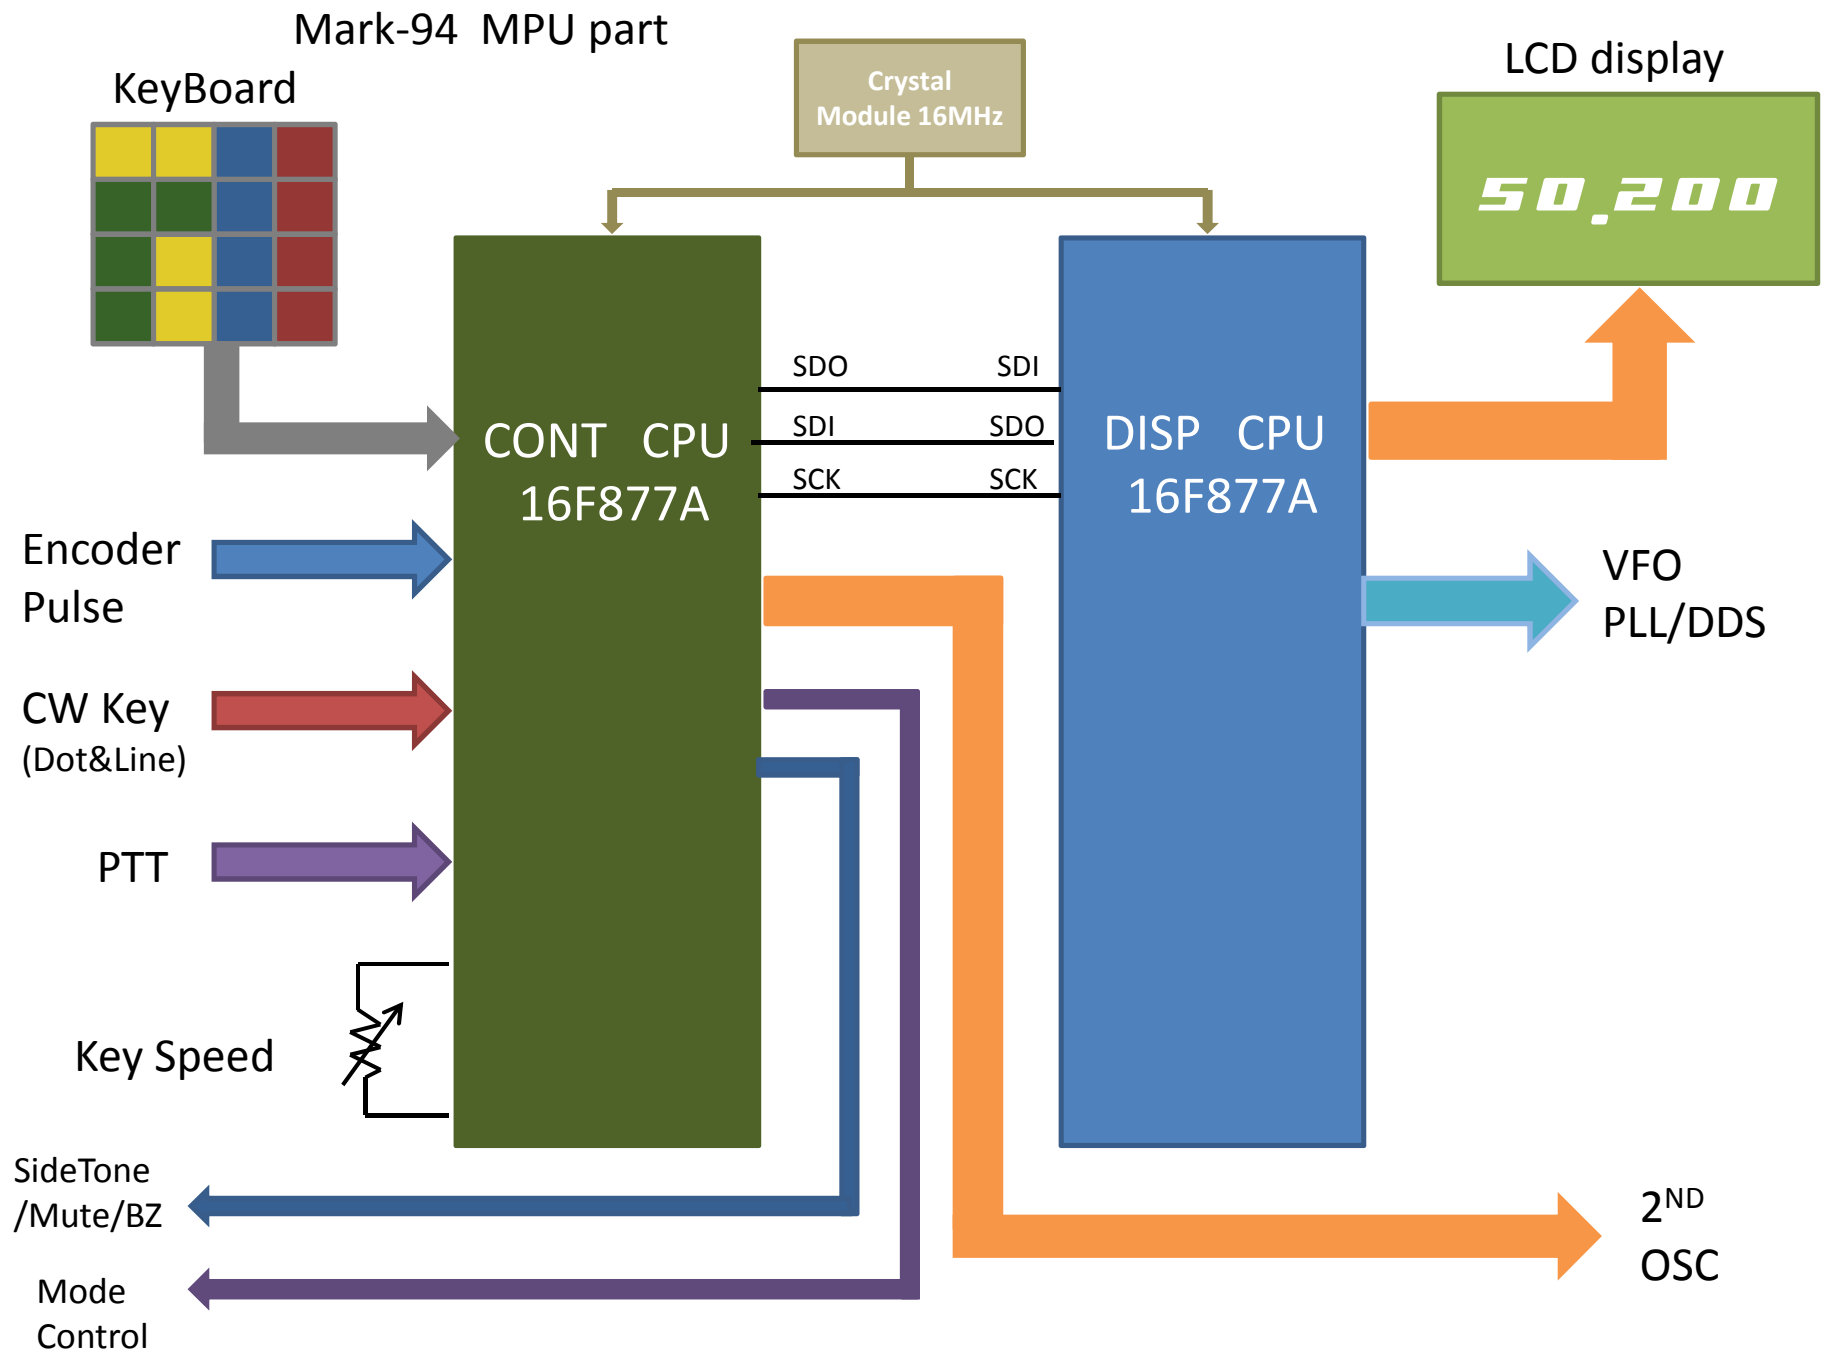 Mark-94 MPU part
KeyBoard
Crystal
Module 16MHz
LCD display
50.200
SDO SDI
SDI SDO
SCK SCK
CONT CPU
16F877A
DISP CPU
16F877A
Encoder
Pulse
VFO
PLL/DDS
CW Key
(Dot&Line)
PTT
Key Speed
SideTone
/Mute/BZ
Mode
Control
2ND
OSC